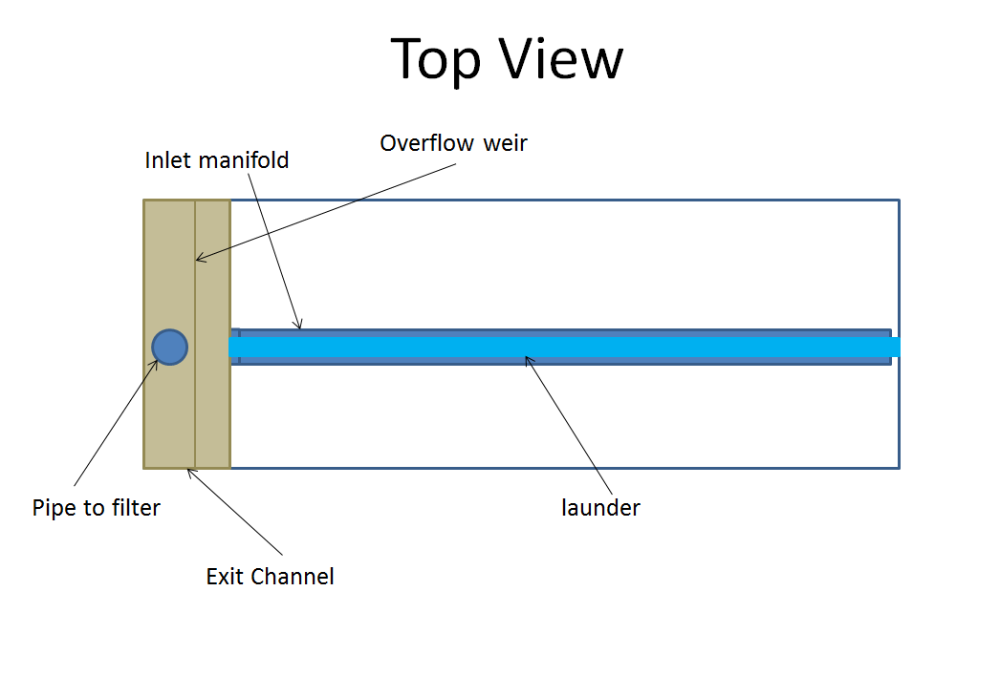 Top View
Overflow weir
Inlet manifold
Pipe to filter
launder
Exit Channel